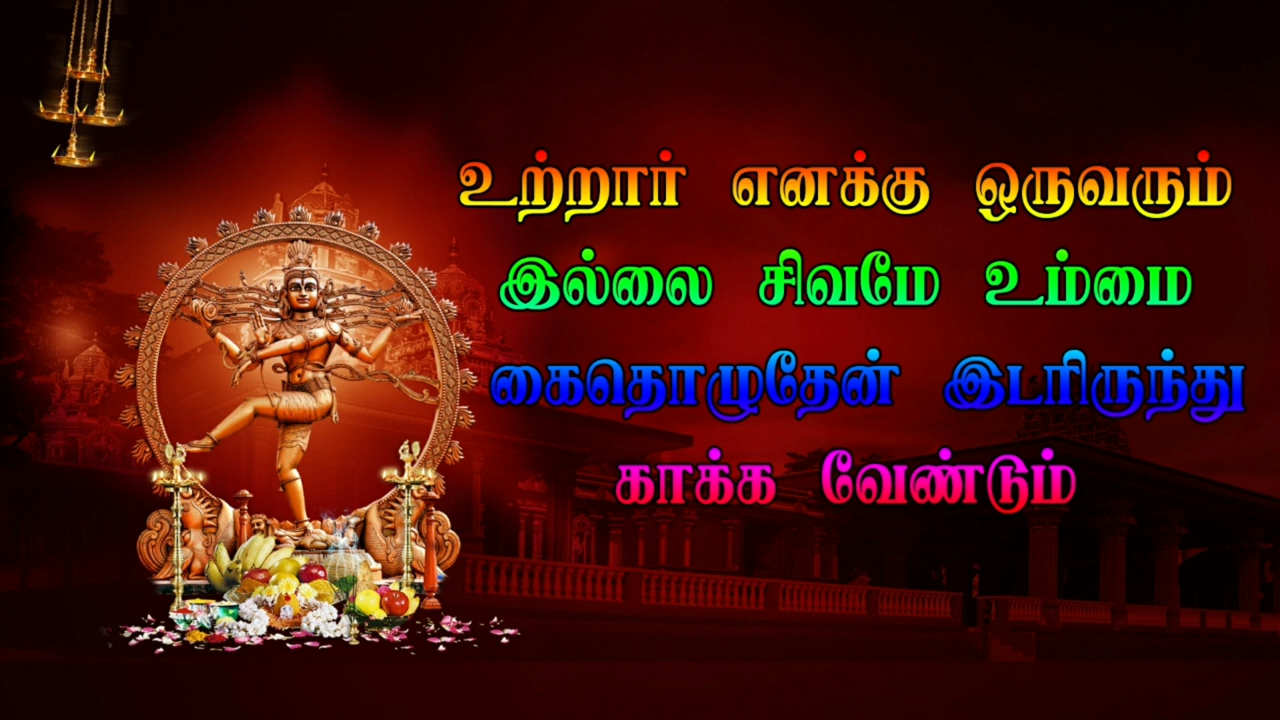 உற்றார் எனக்கு ஒருவரும்
இல்லை சிவமே உம்மை
கைதொழுதேன் இடரிருந்து
காக்க வேண்டும்